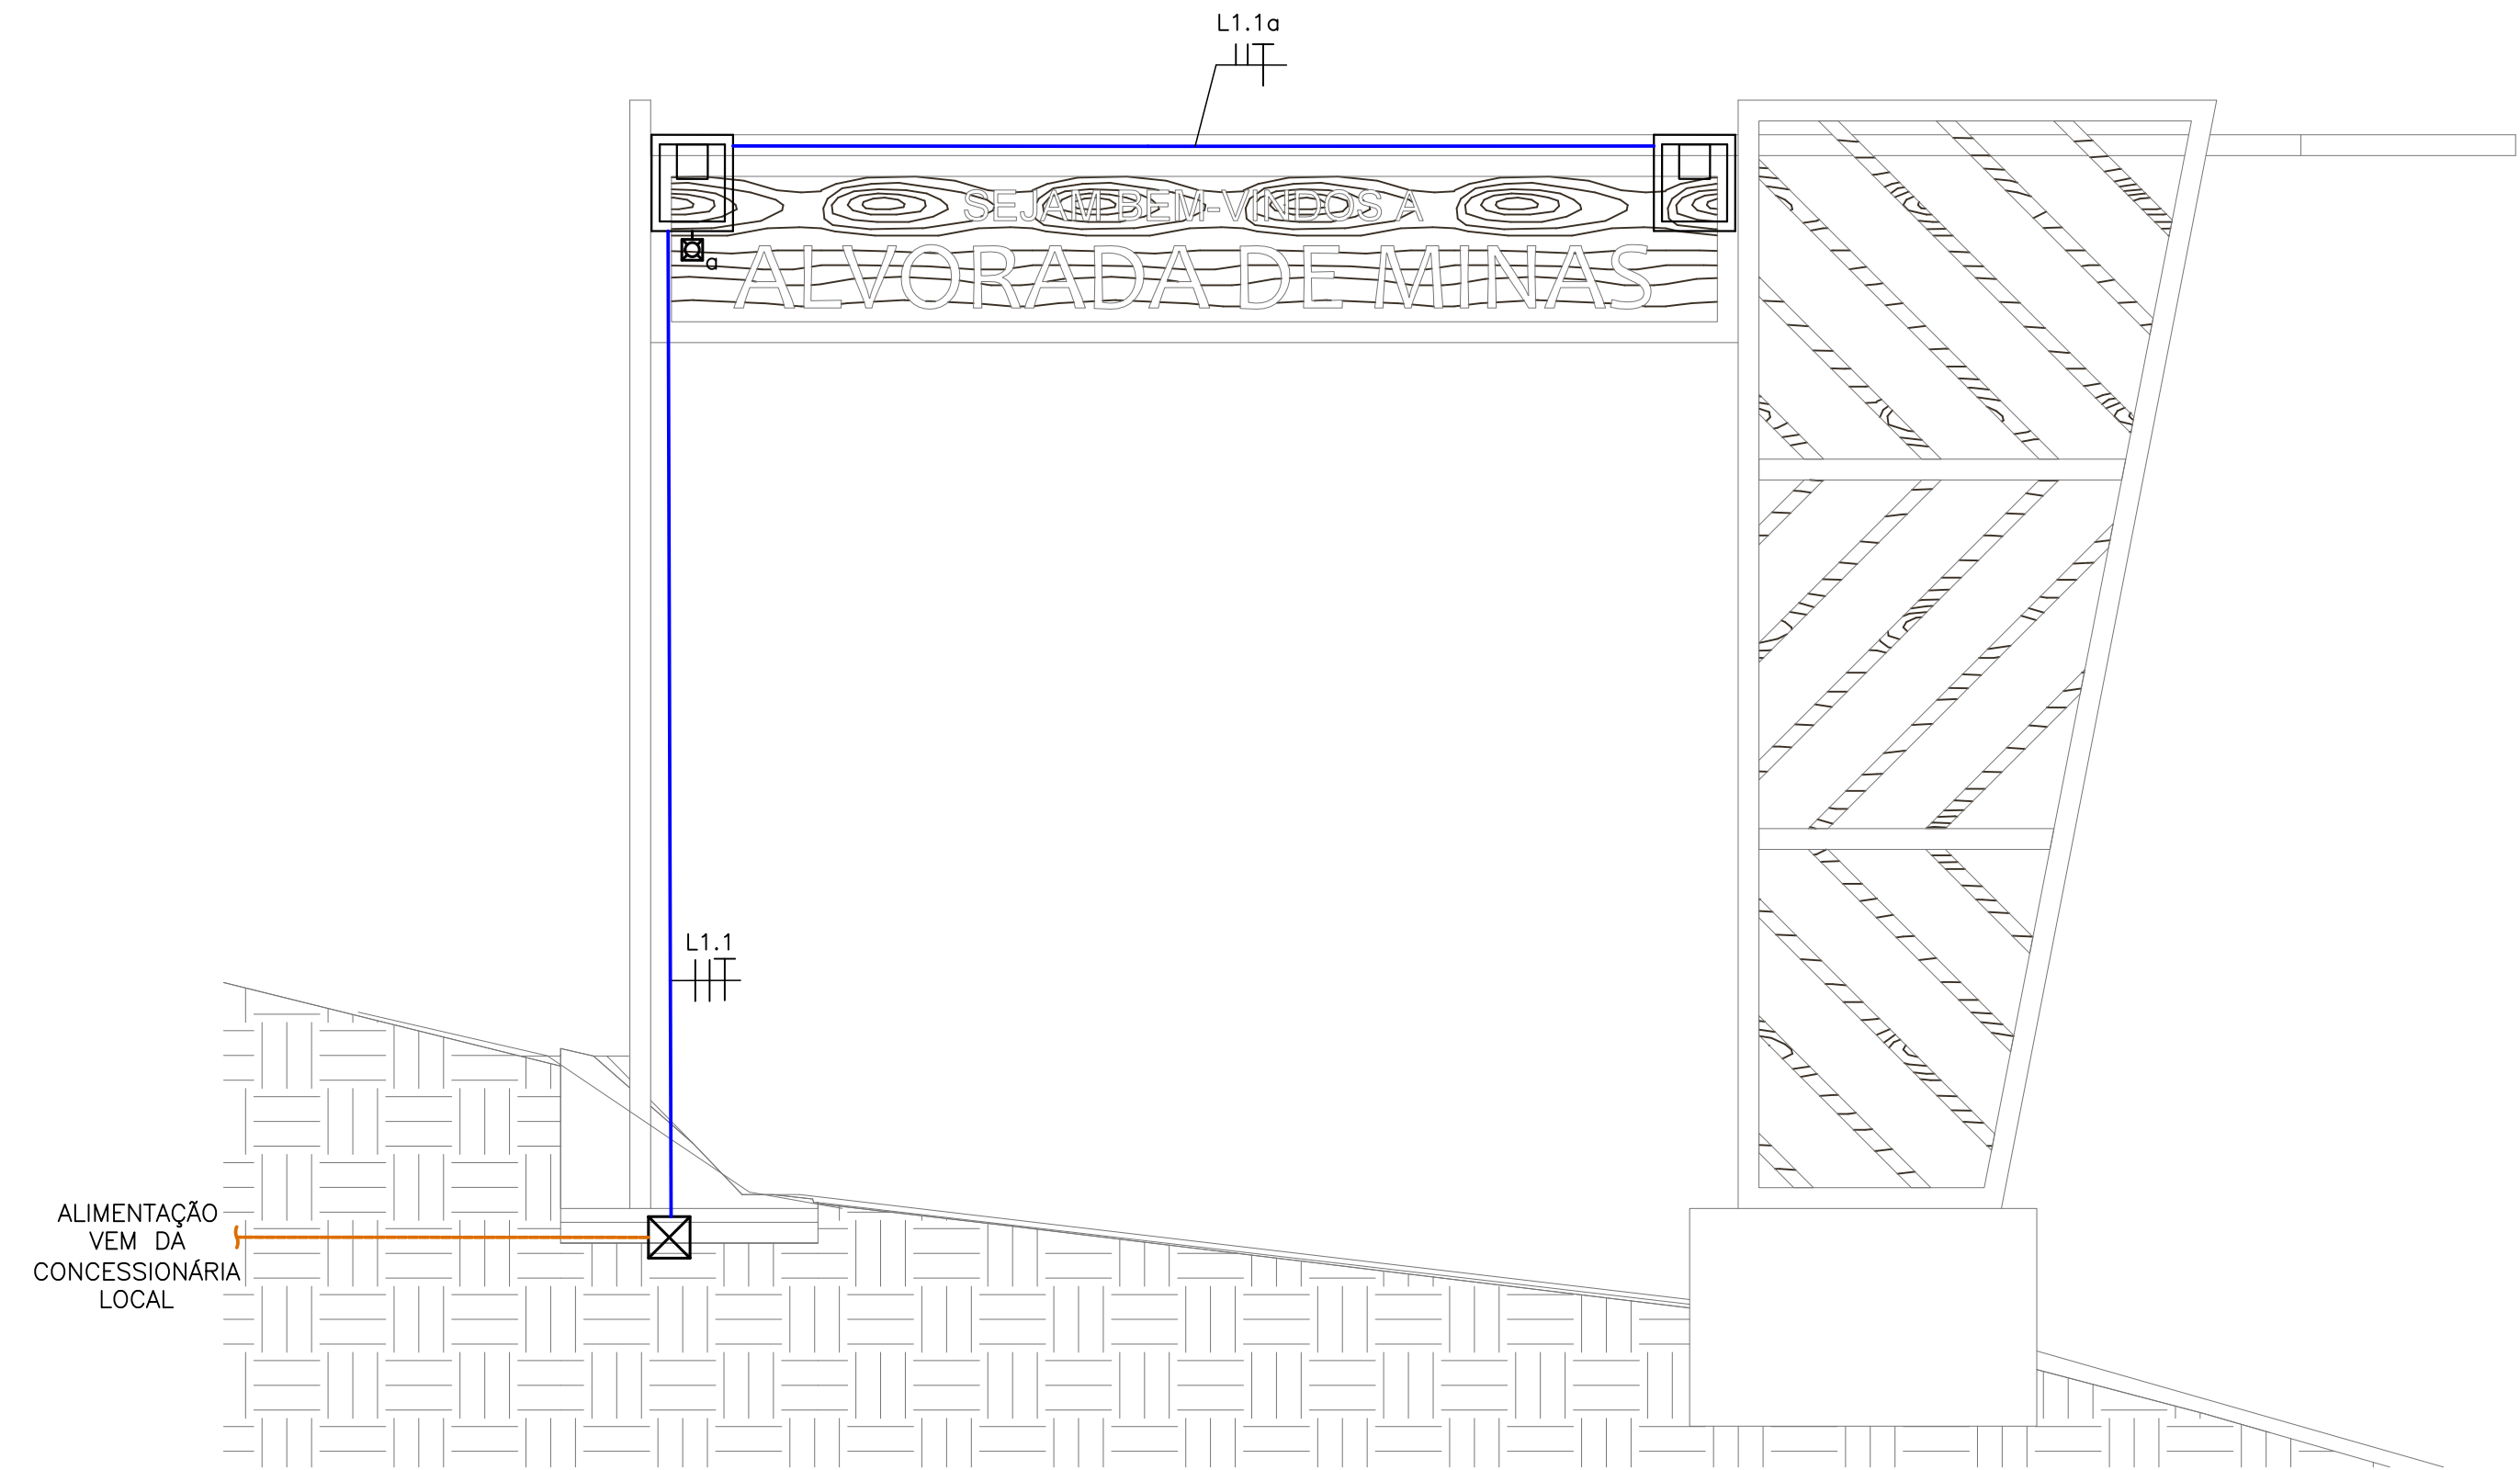 L1.1a
SEJAM BEM-VINDOS A
a
ALVORADA DE MINAS
L1.1
ALIMENTAÇÃO
VEM DA
CONCESSIONÁRIA
LOCAL